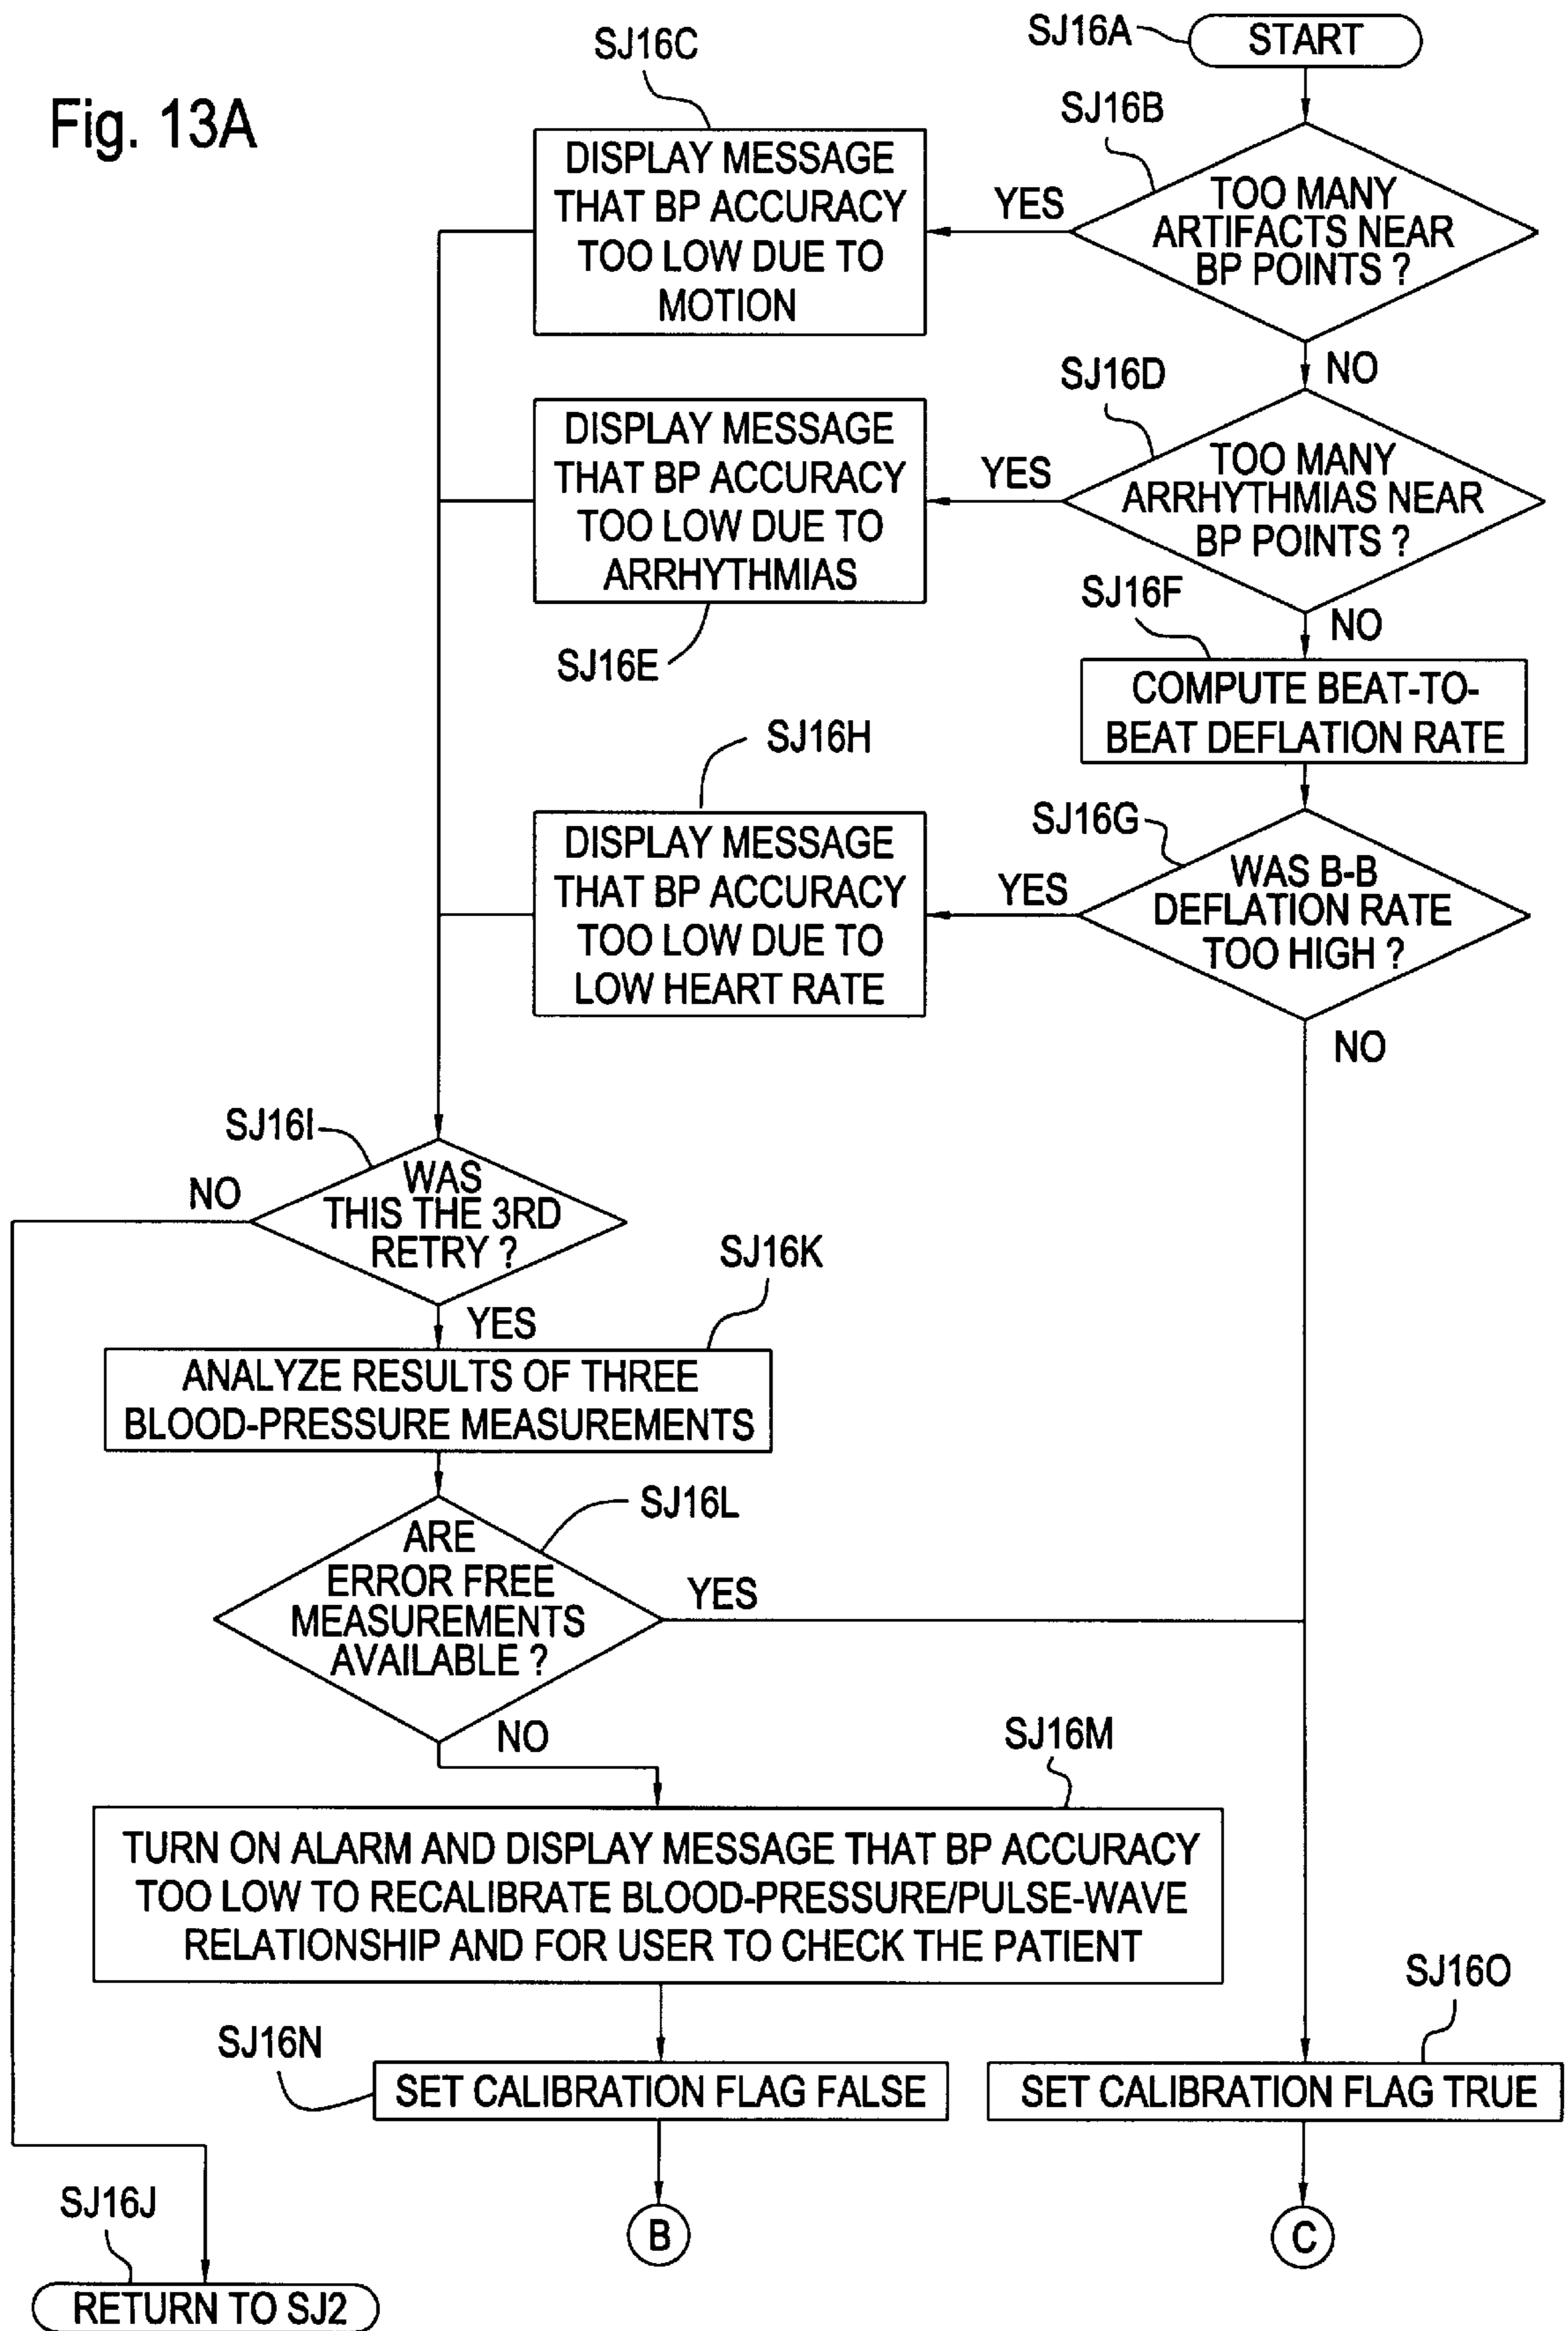 Fig. 13A
SJ16A
START
SJ16C
SJ16B
DISPLAY MESSAGE
THAT BP ACCURACY
TOO LOW DUE TO
MOTION
YES
TOO MANY
ARTIFACTS NEAR
BP POINTS ?
NO
SJ16D
DISPLAY MESSAGE
THAT BP ACCURACY
TOO LOW DUE TO
ARRHYTHMIAS
YES
TOO MANY
ARRHYTHMIAS NEAR
BP POINTS ?
SJ16E
NO
SJ16F
COMPUTE BEAT-TO-
BEAT DEFLATION RATE
SJ16H
SJ16G
DISPLAY MESSAGE
THAT BP ACCURACY
TOO LOW DUE TO
LOW HEART RATE
YES
WAS B-B
DEFLATION RATE
TOO HIGH ?
NO
SJ16I
NO
WAS
THIS THE 3RD
RETRY ?
YES
SJ16K
ANALYZE RESULTS OF THREE
BLOOD-PRESSURE MEASUREMENTS
SJ16L
ARE
ERROR FREE
MEASUREMENTS
AVAILABLE ?
YES
NO
SJ16M
TURN ON ALARM AND DISPLAY MESSAGE THAT BP ACCURACY
TOO LOW TO RECALIBRATE BLOOD-PRESSURE/PULSE-WAVE
RELATIONSHIP AND FOR USER TO CHECK THE PATIENT
SJ16N
SET CALIBRATION FLAG FALSE
SJ16O
SET CALIBRATION FLAG TRUE
B
C
SJ16J
RETURN TO SJ2